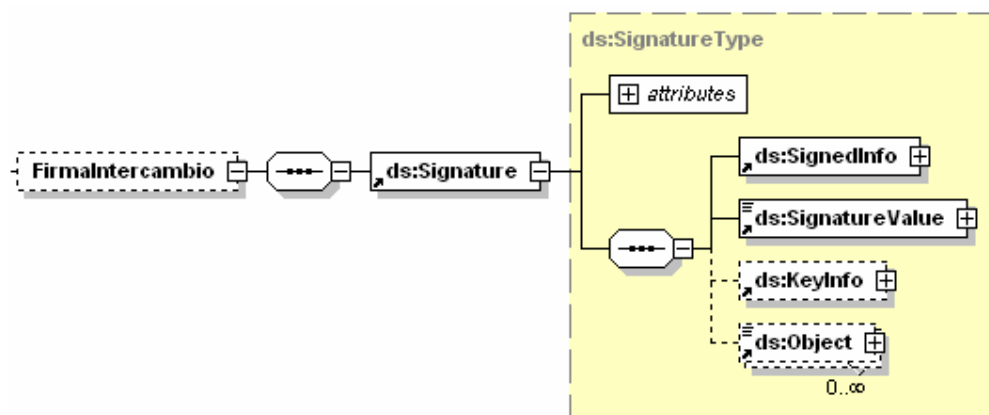 ds:SignatureType
attributes
FirmaIntercambio
ds:Signature
ds:SignedInfo
ds:SignatureValue
ds:KeyInfo
ds:Object
0..∞